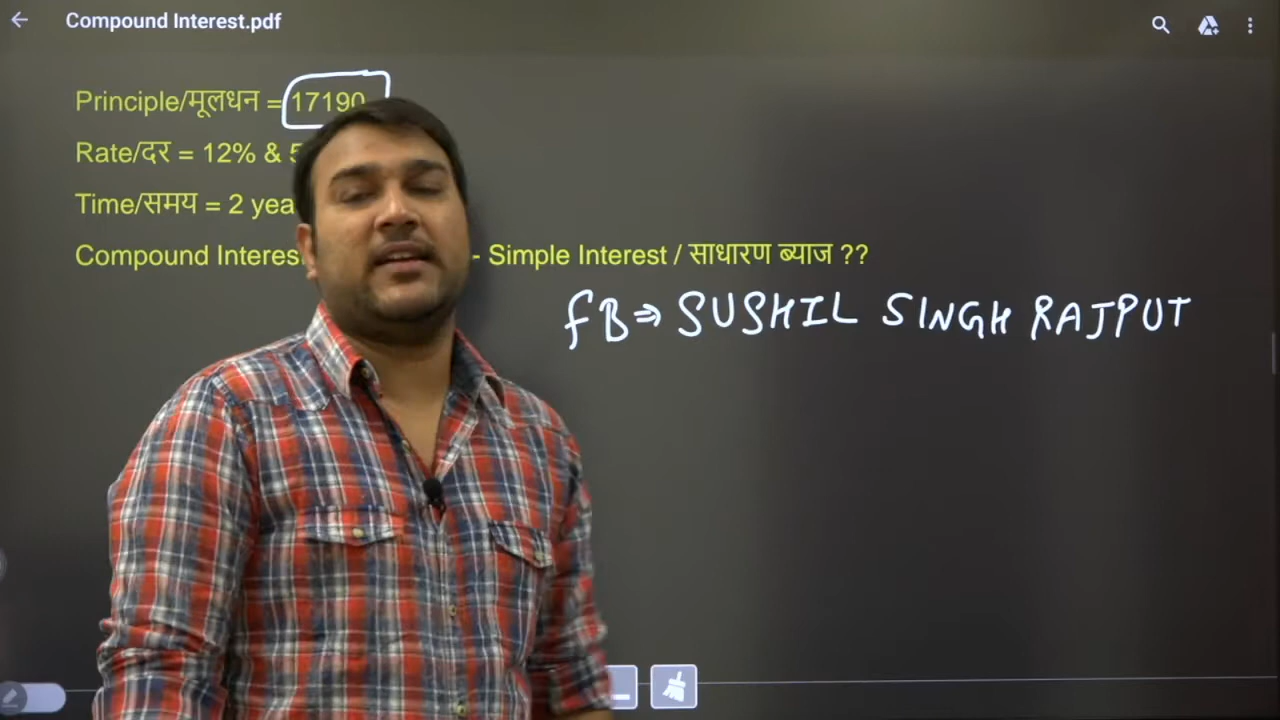 Compound Interest.pdf
Principle/मूलधन = 17190
Rate/दर = 12% & 5
Time/समय = 2 yea
Compound Interes - Simple Interest / साधारण ब्याज ??
FB⇒ SUSHIL SINGH RAJPUT